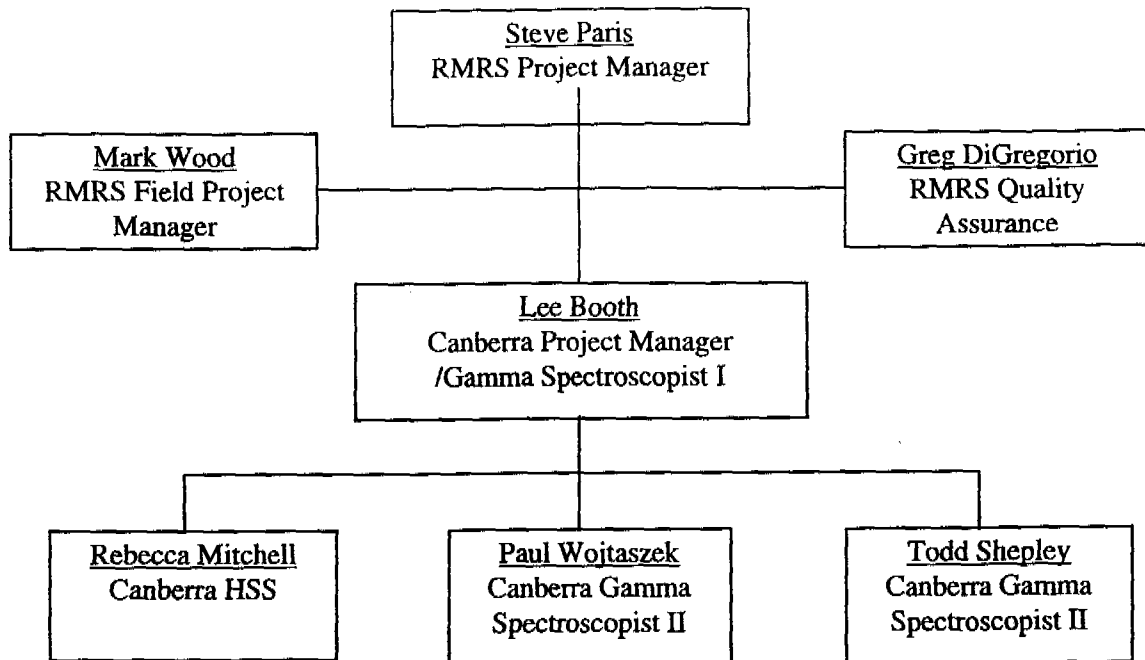 Steve Paris
RMRS Project Manager
Mark Wood
RMRS Field Project
Manager
Greg DiGregorio
RMRS Quality
Assurance
Lee Booth
Canberra Project Manager
/Gamma Spectroscopist I
Rebecca Mitchell
Canberra HSS
Paul Wojtaszek
Canberra Gamma
Spectroscopist II
Todd Shepley
Canberra Gamma
Spectroscopist II